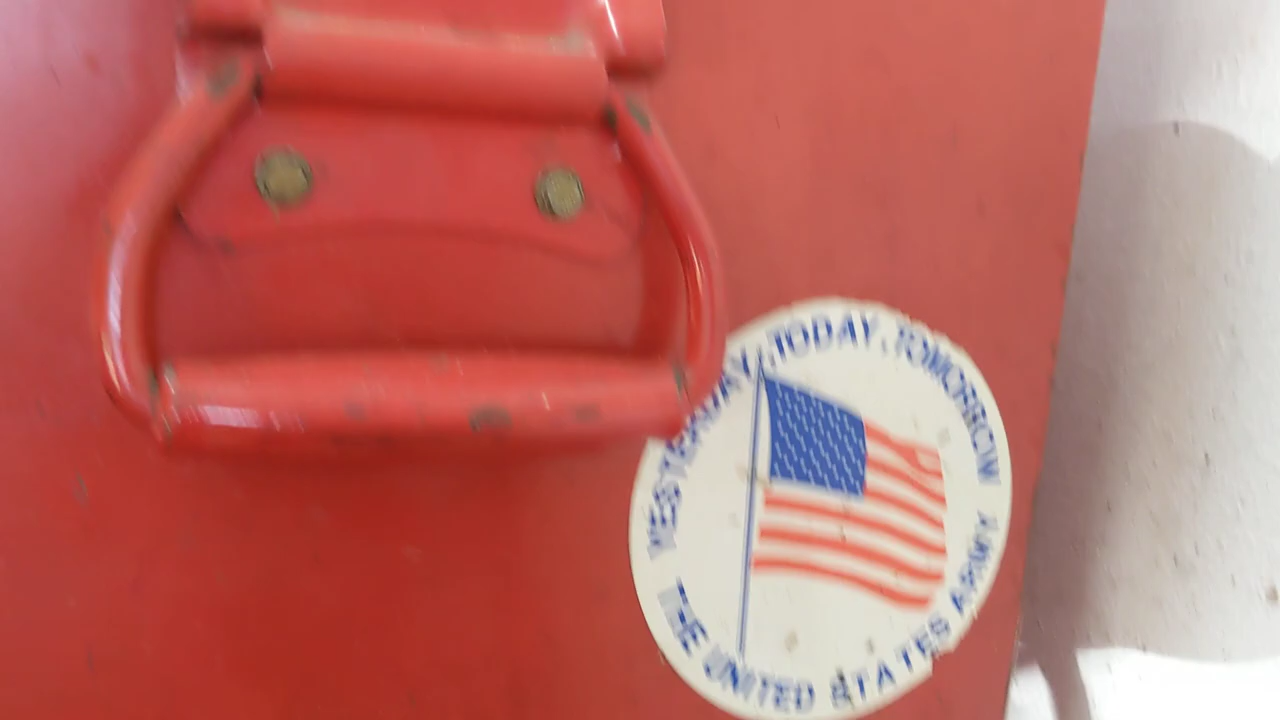 YESTERDAY, TODAY, TOMORROW
THE UNITED STATES ARMY